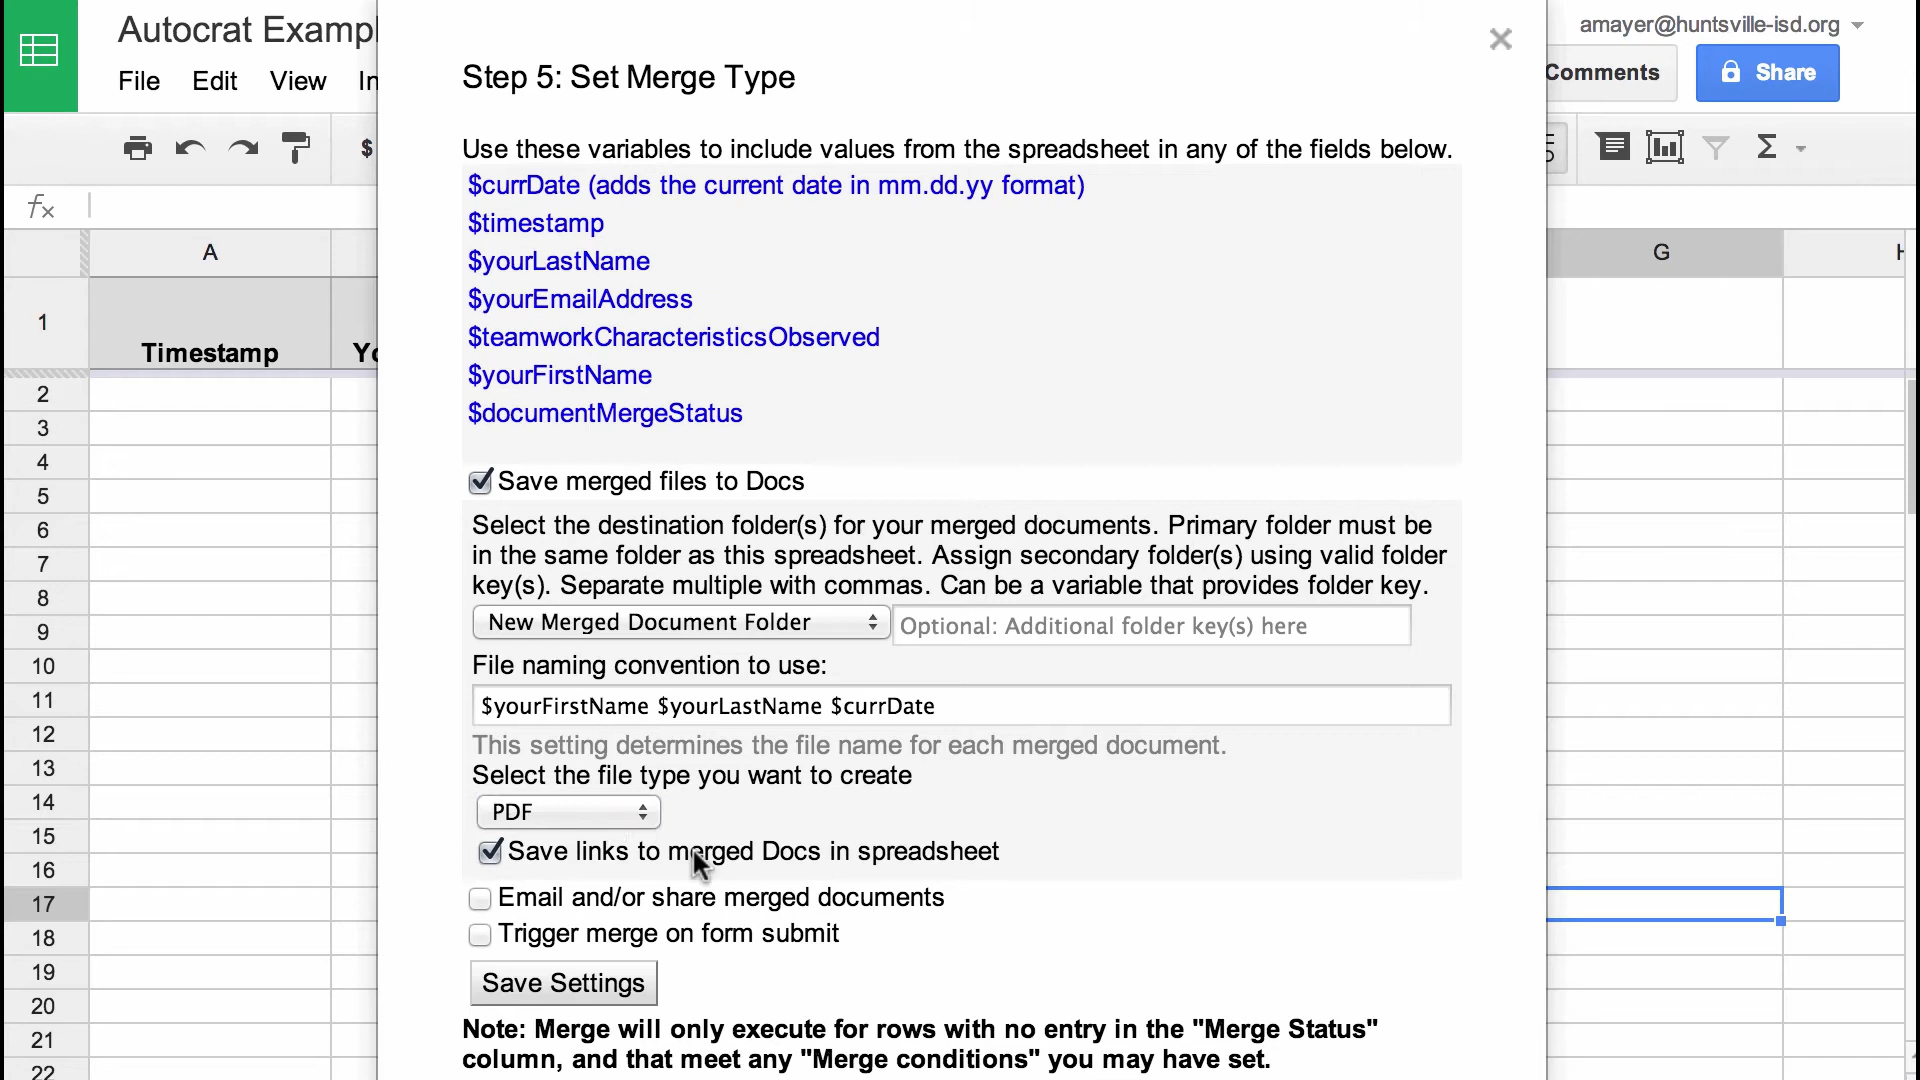 Autocrat Exampl
amayer@huntsville-isd.org
File Edit View In
Comments
Share
$
Step 5: Set Merge Type
Use these variables to include values from the spreadsheet in any of the fields below.
$currDate (adds the current date in mm.dd.yy format)
$timestamp
$yourLastName
$yourEmailAddress
$teamworkCharacteristicsObserved
$yourFirstName
$documentMergeStatus
Save merged files to Docs
Select the destination folder(s) for your merged documents. Primary folder must be
in the same folder as this spreadsheet. Assign secondary folder(s) using valid folder
key(s). Separate multiple with commas. Can be a variable that provides folder key.
New Merged Document Folder
Optional: Additional folder key(s) here
File naming convention to use:
$yourFirstName $yourLastName $currDate
This setting determines the file name for each merged document.
Select the file type you want to create
PDF
Save links to merged Docs in spreadsheet
Email and/or share merged documents
Trigger merge on form submit
Save Settings
Note: Merge will only execute for rows with no entry in the "Merge Status"
column, and that meet any "Merge conditions" you may have set.
fx
A
G
H
1
Timestamp
Yo
2
3
4
5
6
7
8
9
10
11
12
13
14
15
16
17
18
19
20
21
22